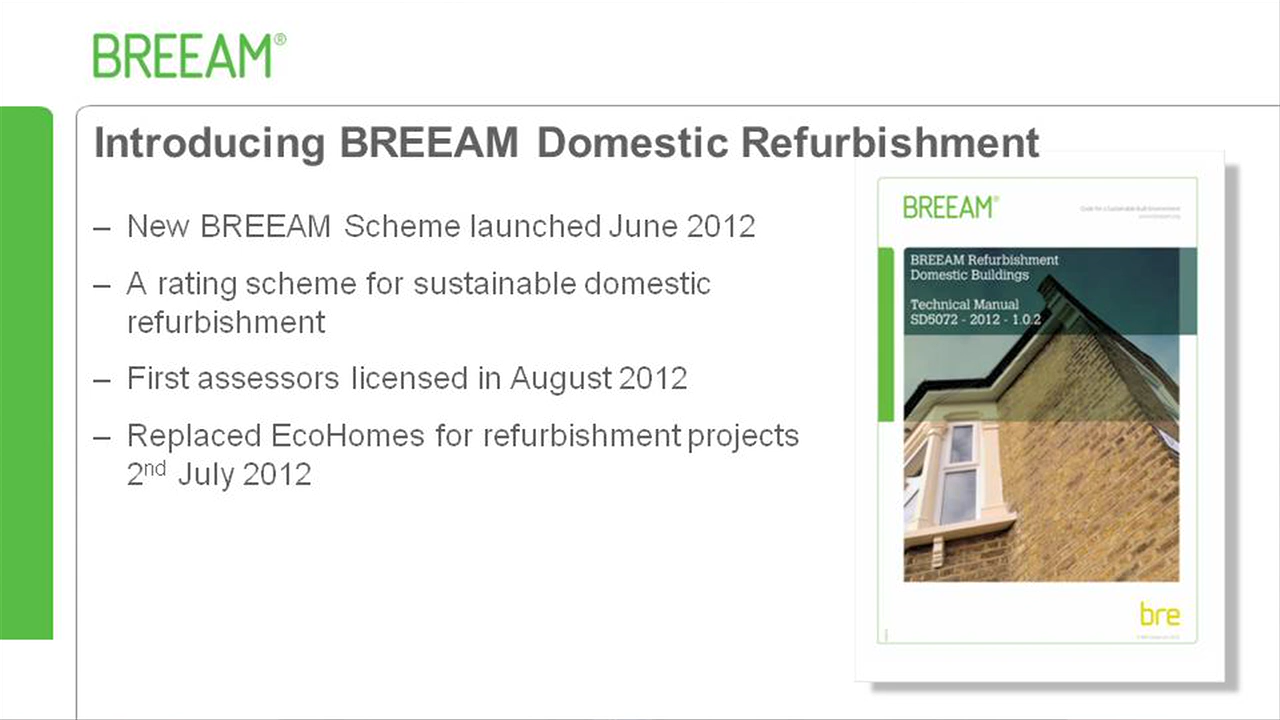 BREEAM®
Introducing BREEAM Domestic Refurbishment
– New BREEAM Scheme launched June 2012
– A rating scheme for sustainable domestic
refurbishment
– First assessors licensed in August 2012
– Replaced EcoHomes for refurbishment projects
2nd July 2012
BREEAM®
BREEAM Refurbishment
Domestic Buildings
Technical Manual
SD5072 - 2012 - 1.0.2
bre